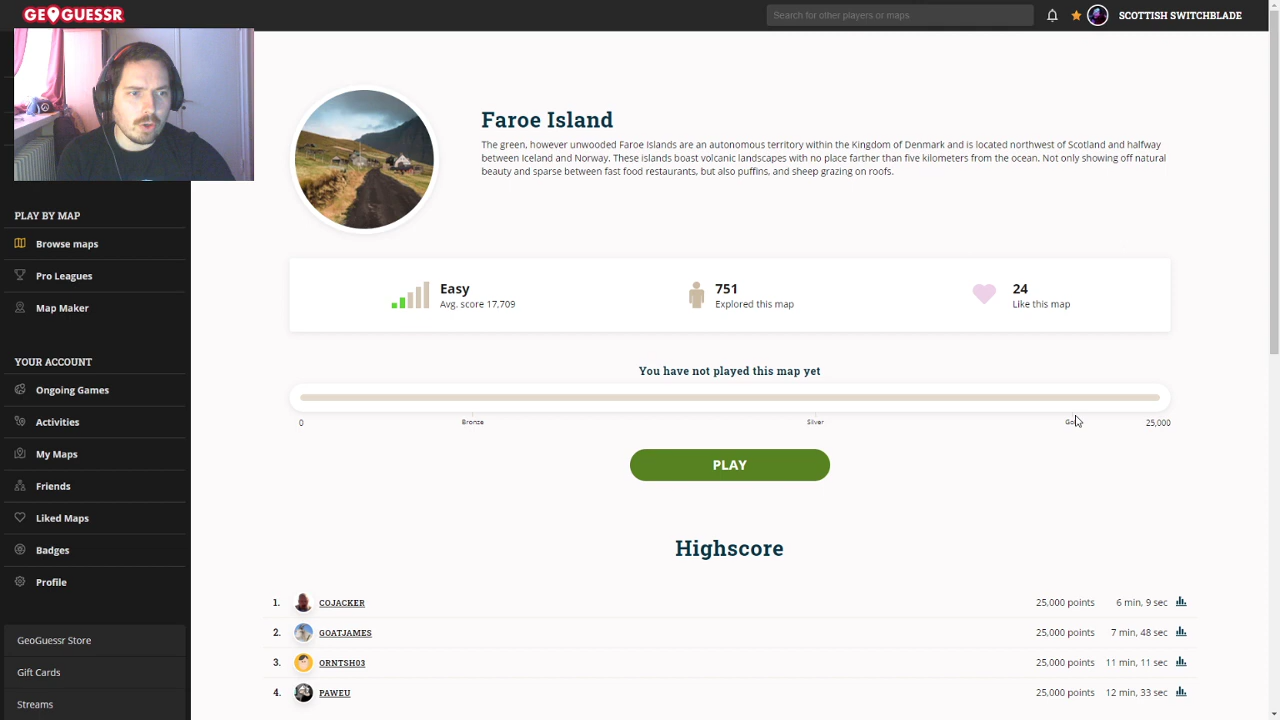 GEOGUESSR
Search for other players or maps
SCOTTISH SWITCHBLADE
PLAY BY MAP
Browse maps
Pro Leagues
Map Maker
YOUR ACCOUNT
Ongoing Games
Activities
My Maps
Friends
Liked Maps
Badges
Profile
GeoGuessr Store
Gift Cards
Streams
Faroe Island
The green, however unwooded Faroe Islands are an autonomous territory within the Kingdom of Denmark and is located northwest of Scotland and halfway
between Iceland and Norway. These islands boast volcanic landscapes with no place farther than five kilometers from the ocean. Not only showing off natural
beauty and sparse between fast food restaurants, but also puffins, and sheep grazing on roofs.
Easy
Avg. score 17,709
751
Explored this map
24
Like this map
You have not played this map yet
0
Bronze
Silver
25,000
PLAY
Highscore
1. COJACKER 25,000 points 6 min, 9 sec
2. GOATJAMES 25,000 points 7 min, 48 sec
3. ORNTSH03 25,000 points 11 min, 11 sec
4. PAWEU 25,000 points 12 min, 33 sec